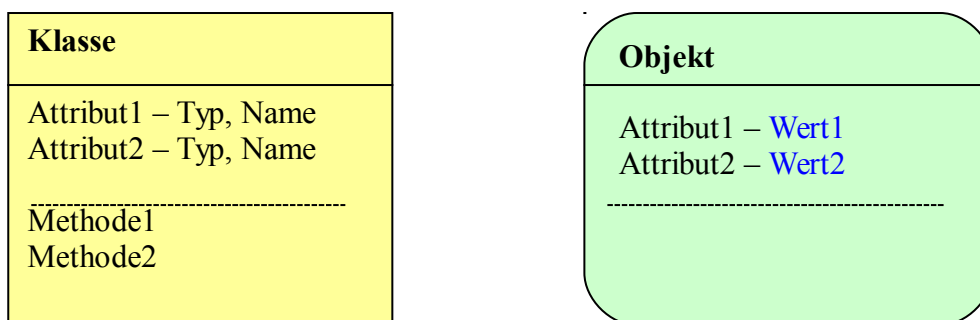 Klasse
Attribut1 – Typ, Name
Attribut2 – Typ, Name
Methode1
Methode2
Objekt
Attribut1 – Wert1
Attribut2 – Wert2